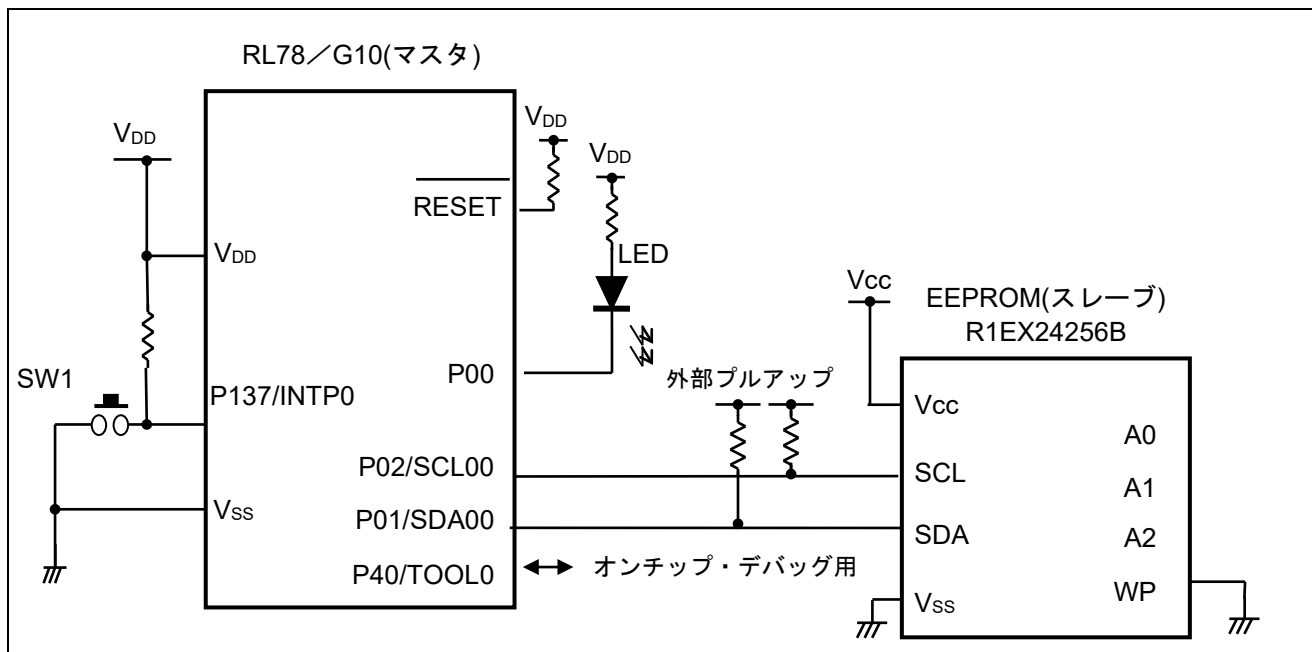 RL78／G10(マスタ)
VDD
VDD
VDD
RESET
VDD
LED
Vcc
EEPROM(スレーブ)
R1EX24256B
SW1
P137/INTP0
P00
外部プルアップ
Vcc
A0
P02/SCL00
SCL
A1
VSS
P01/SDA00
SDA
A2
P40/TOOL0
オンチップ・デバッグ用
VSS
WP